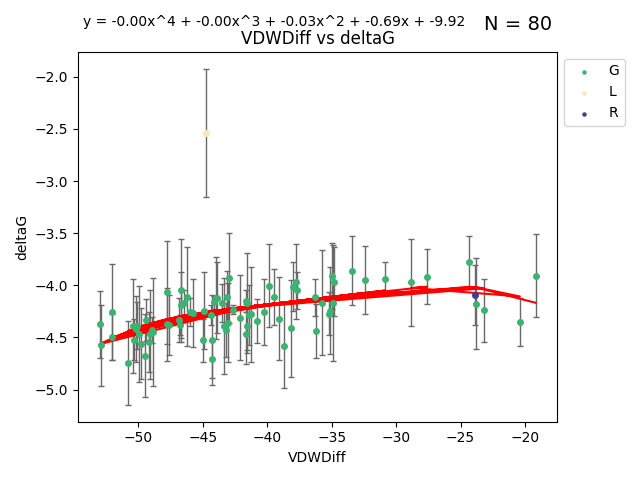 y = -0.00x^4 + -0.00x^3 + -0.03x^2 + -0.69x + -9.92
N = 80
VDWDiff vs deltaG
G
L
R
−2.0
−2.5
−3.0
−3.5
−4.0
−4.5
−5.0
deltaG
−50
−45
−40
−35
−30
−25
−20
VDWDiff